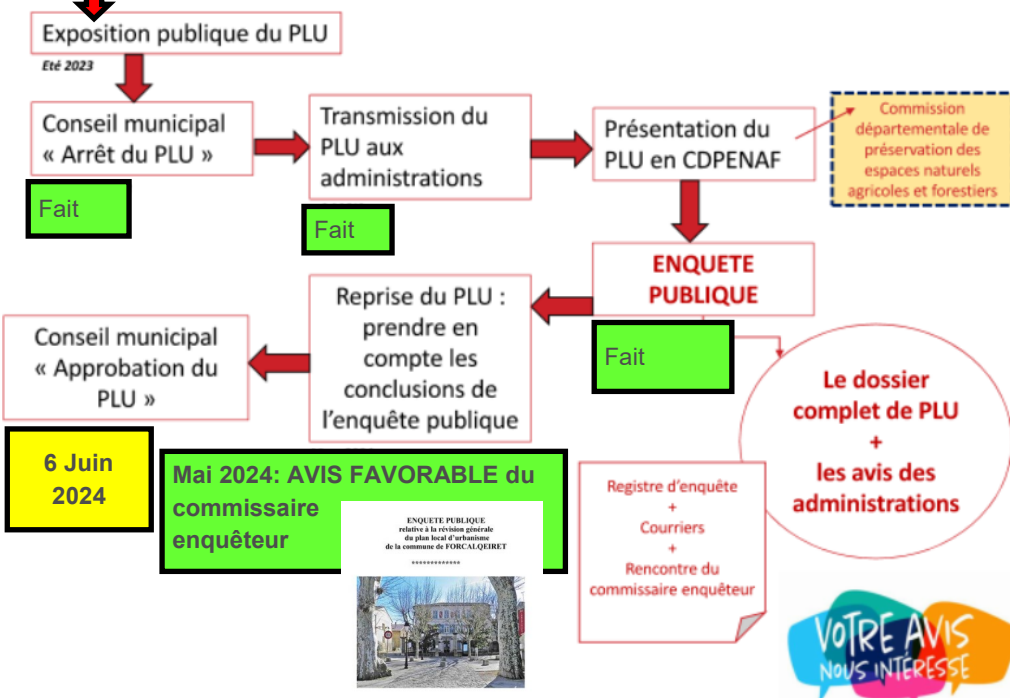 Exposition publique du PLU
Eté 2023
Conseil municipal
« Arrêt du PLU »
Fait
Transmission du
PLU aux
administrations
Fait
Présentation du
PLU en CDPENAF
Commission
départementale de
préservation des
espaces naturels
agricoles et forestiers
ENQUETE
PUBLIQUE
Fait
Reprise du PLU :
prendre en
compte les
conclusions de
l'enquête publique
Conseil municipal
« Approbation du
PLU »
6 Juin
2024
Mai 2024: AVIS FAVORABLE du
commissaire
enquêteur
ENQUETE PUBLIQUE
relative à la révision générale
du plan local d'urbanisme
de la commune de FORCALQEIRET
*************
Le dossier
complet de PLU
+
les avis des
administrations
Registre d'enquête
+
Courriers
+
Rencontre du
commissaire enquêteur
VOTRE AVIS
NOUS INTÉRESSE